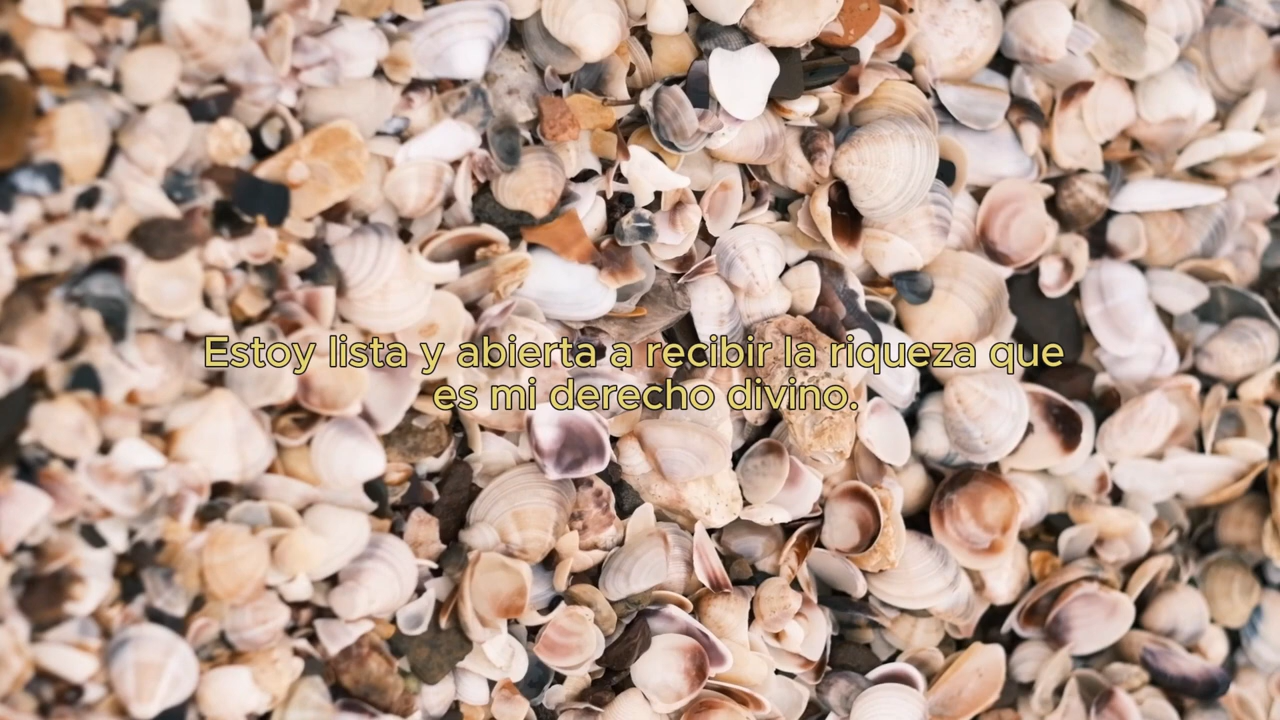 Estoy lista y abierta a recibir la riqueza que
es mi derecho divino.